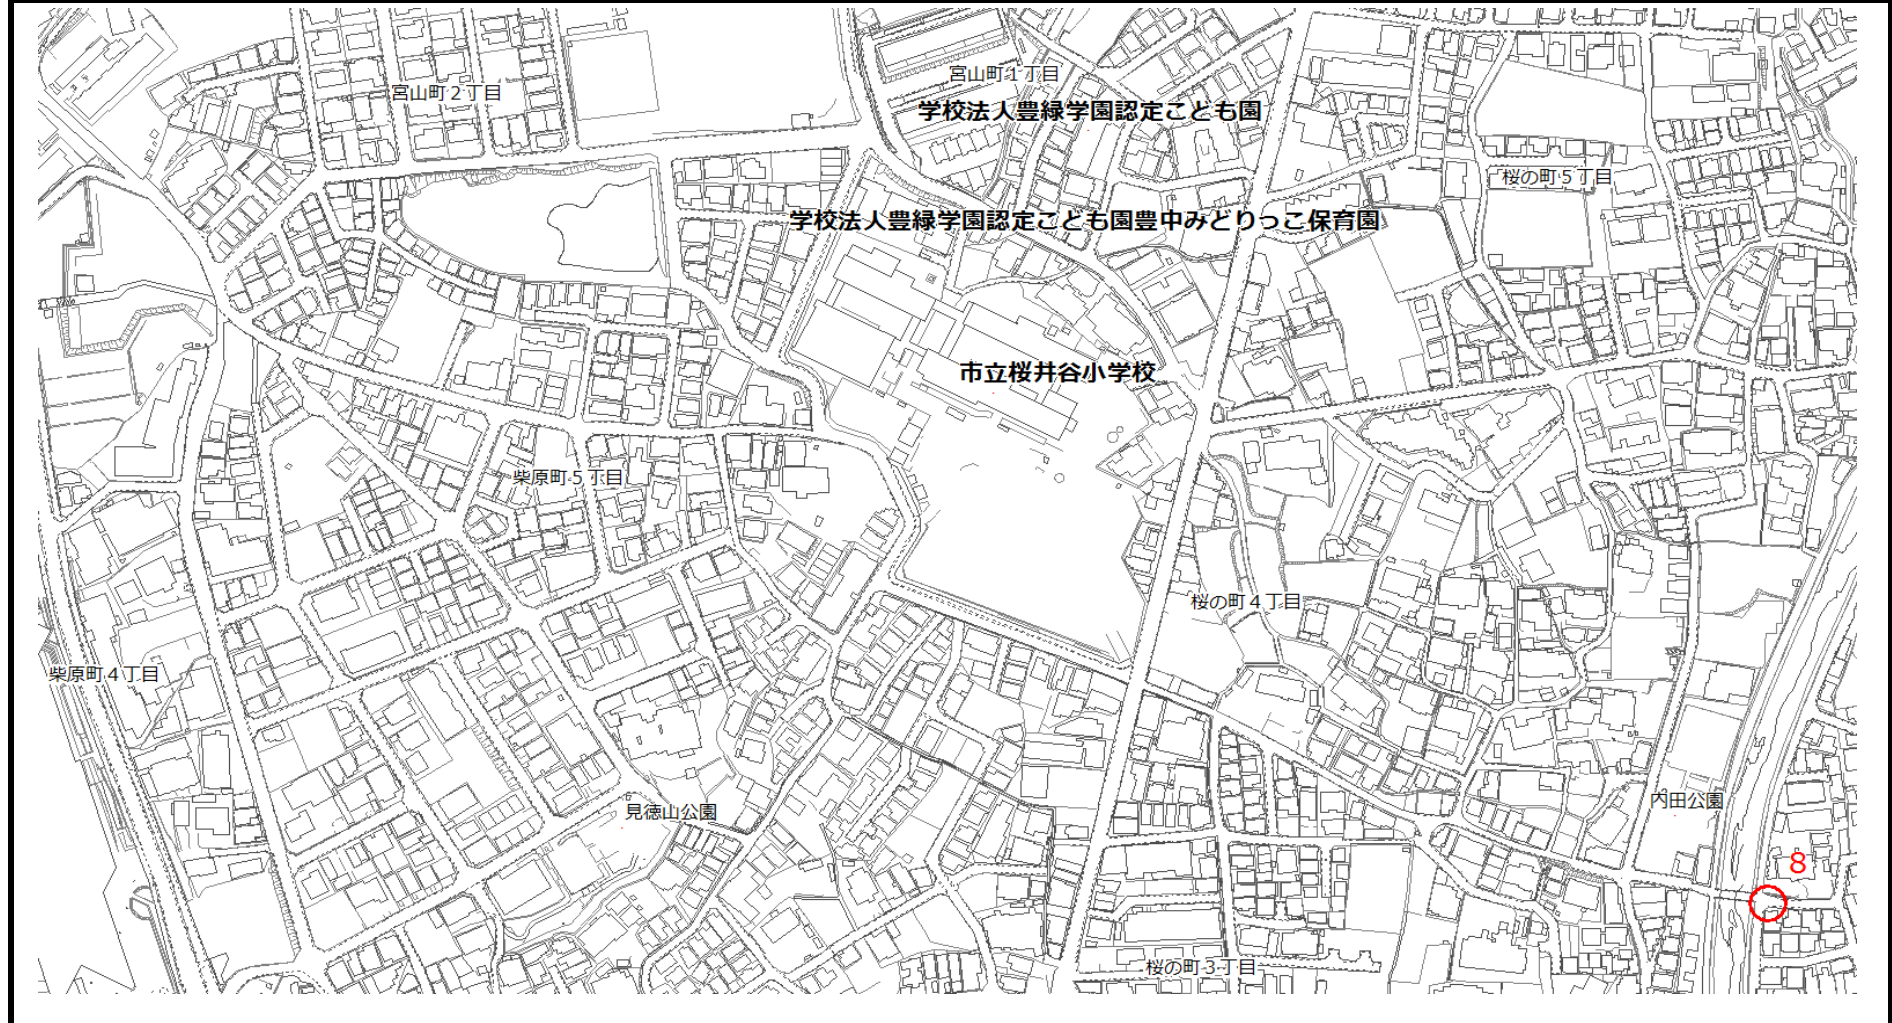 宮山町1丁目
宮山町2丁目
学校法人豊緑学園認定こども園
桜の町5丁目
学校法人豊緑学園認定こども園豊中みどりっこ保育園
市立桜井谷小学校
柴原町5丁目
桜の町4丁目
柴原町4丁目
内田公園
見徳山公園
8
桜の町3丁目